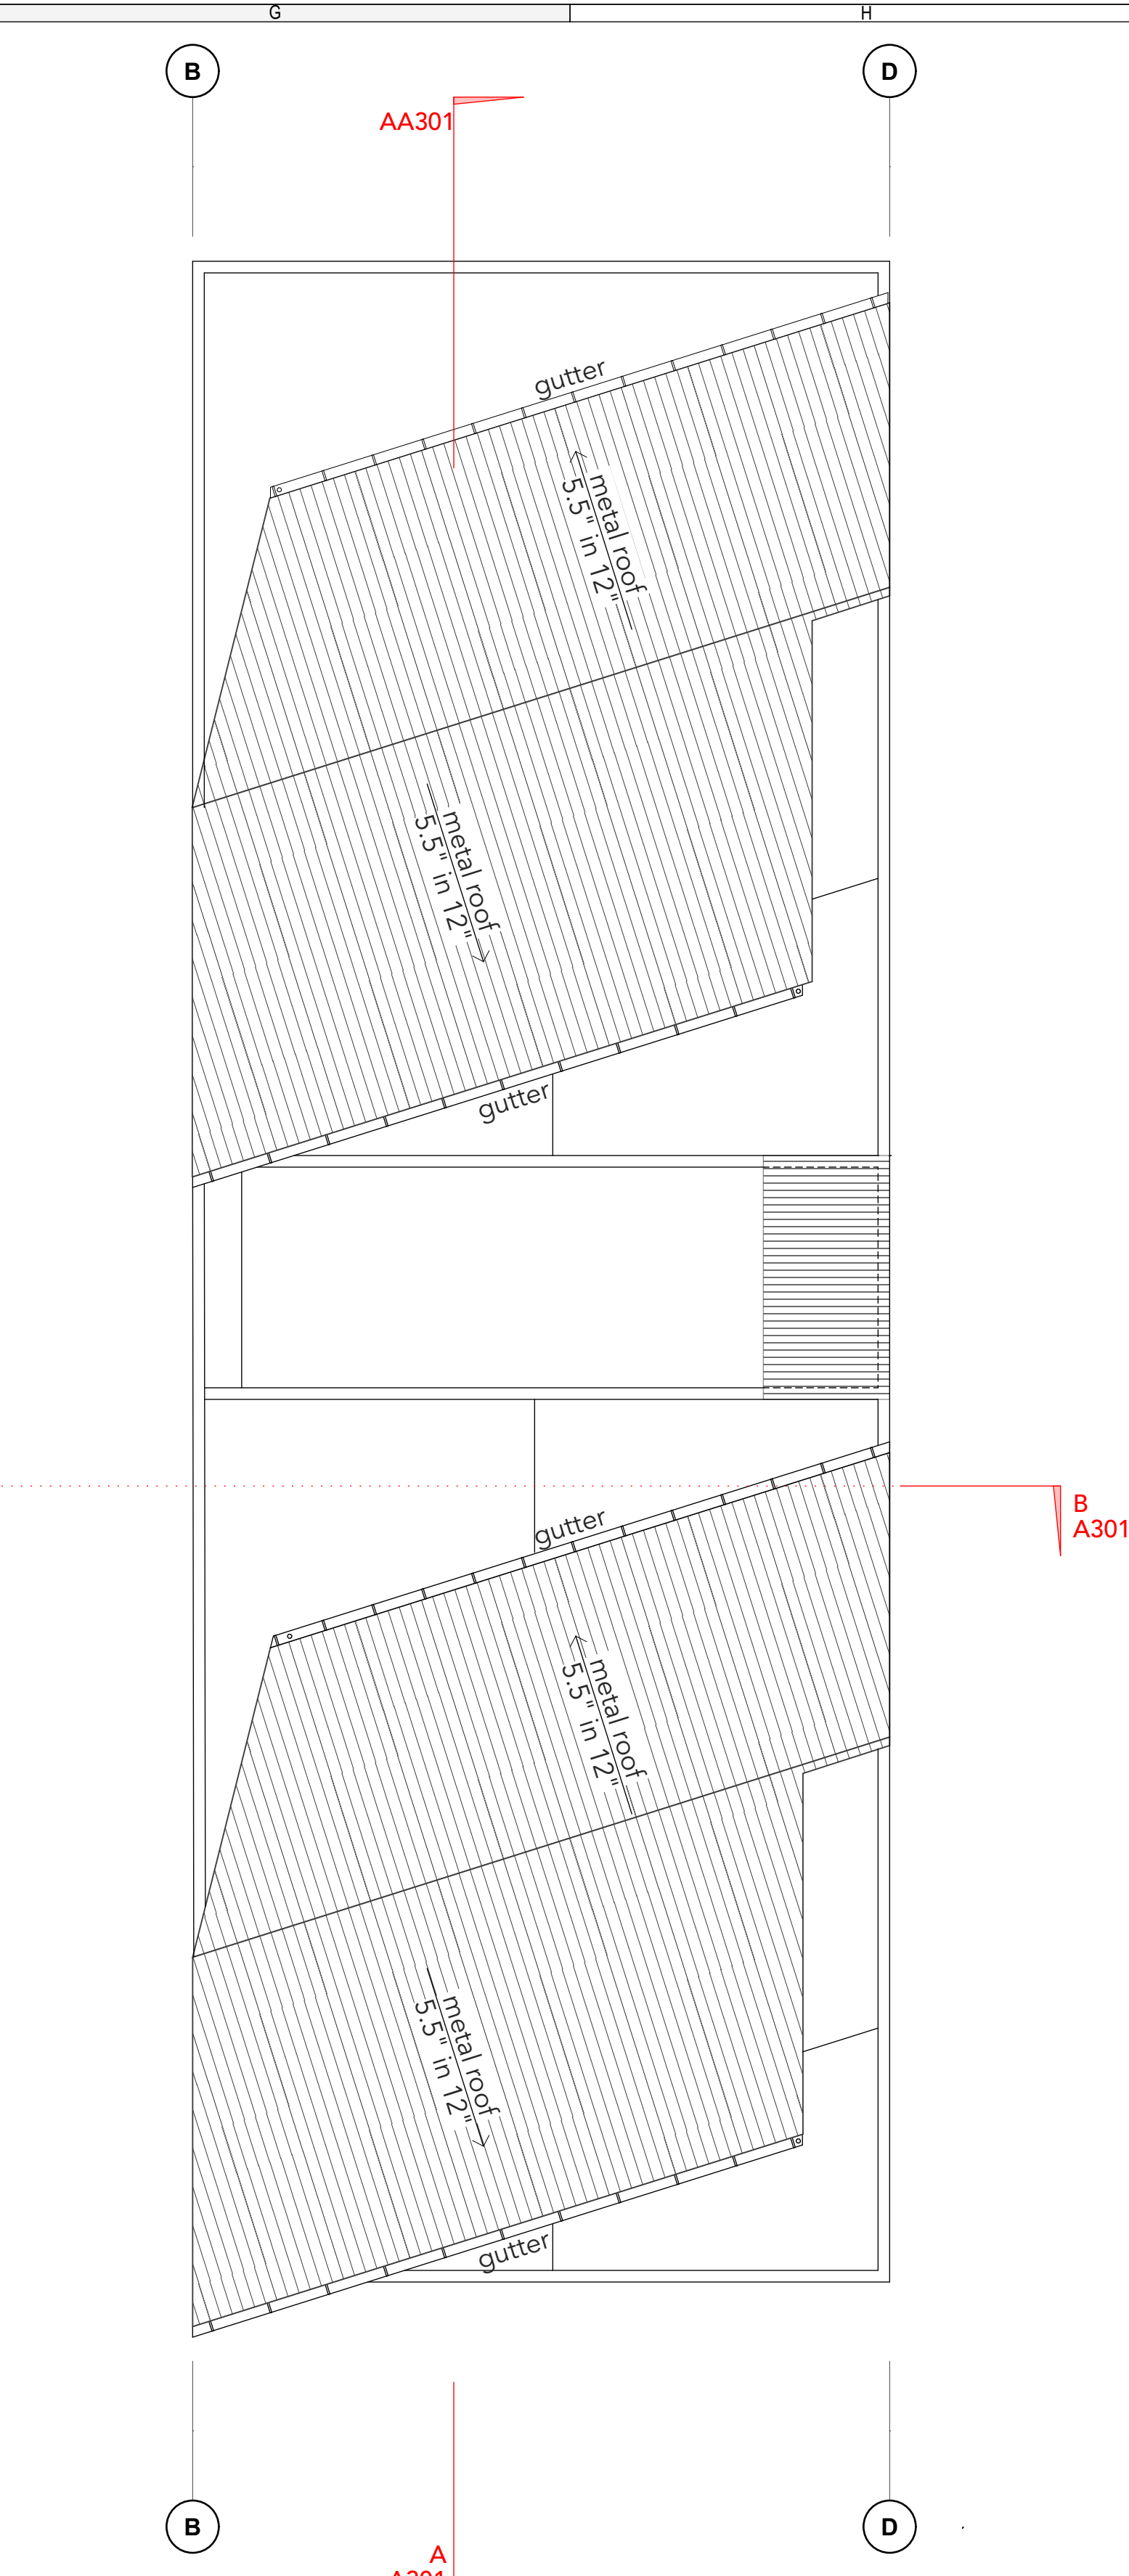 G H
B D
AA301
gutter
metal roof
5.5" in 12"
metal roof
5.5" in 12"
gutter
B
A301
gutter
metal roof
5.5" in 12"
metal roof
5.5" in 12"
gutter
B D
A
A301